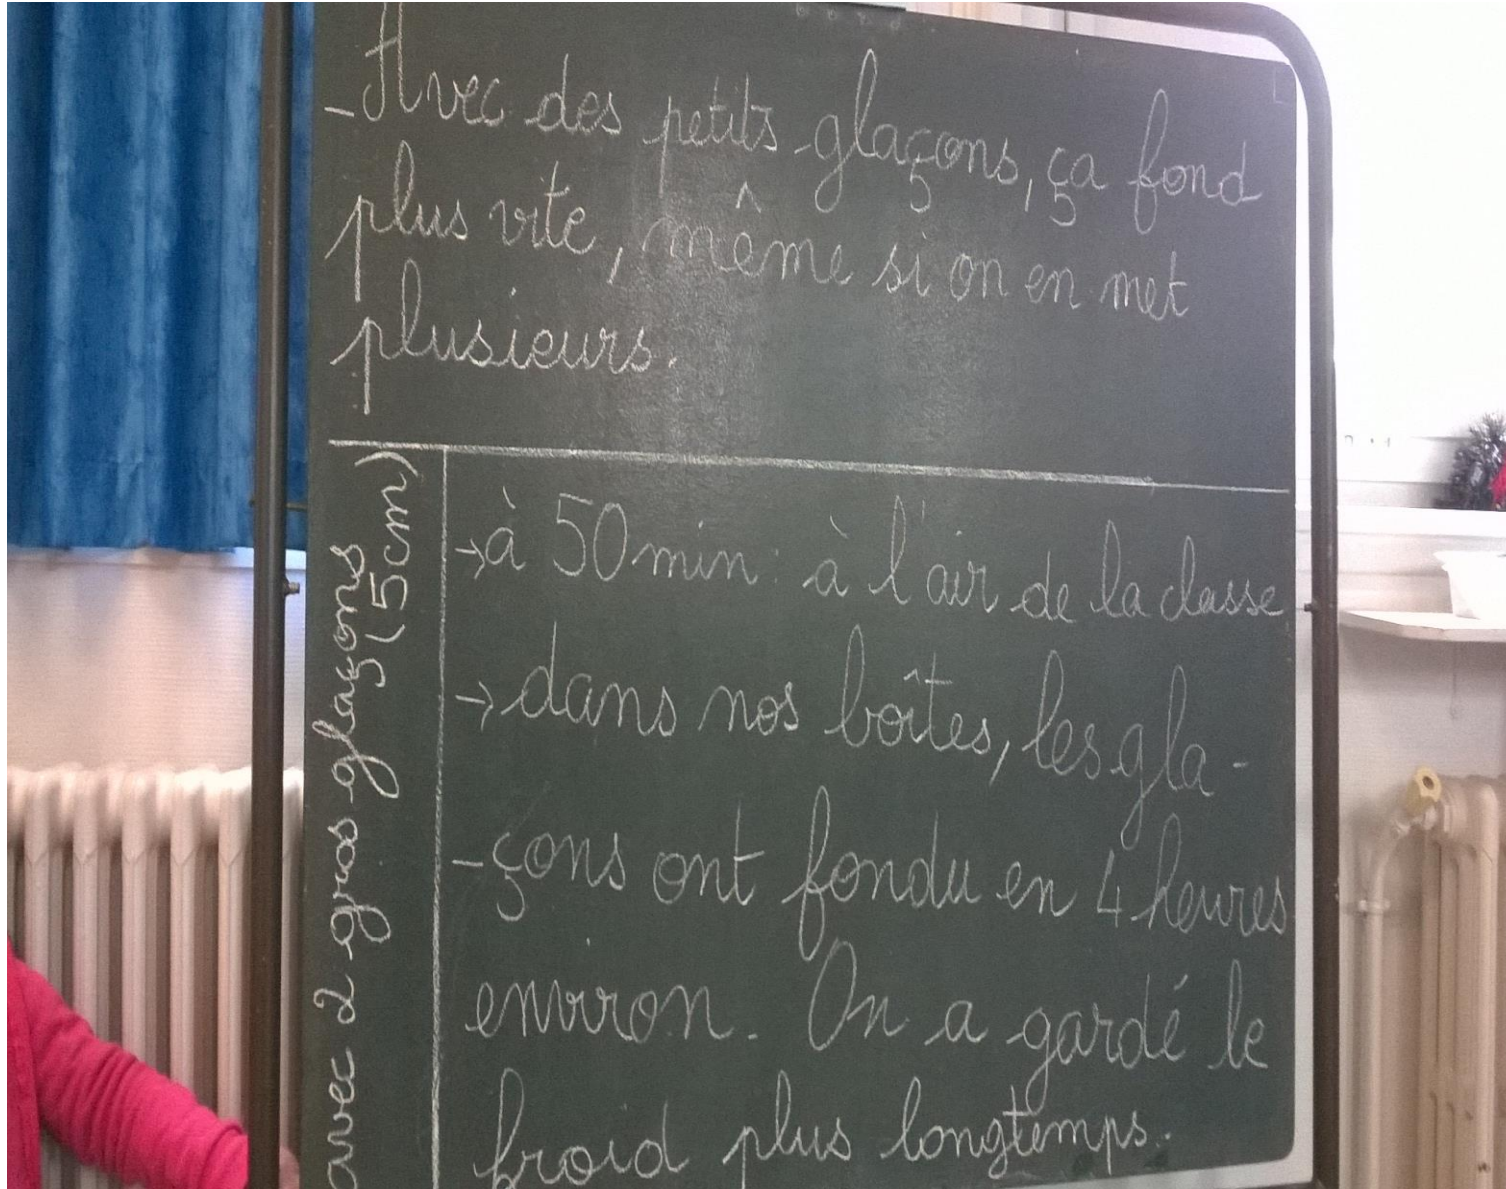 - Avec des petits glaçons, ça fond
plus vite, même si on en met
plusieurs.
avec 2 gros glaçons
(5cm)
→ à 50 min : à l'air de la classe
→ dans nos boîtes, les gla-
-çons ont fondu en 4 heures
environ. On a gardé le
froid plus longtemps.